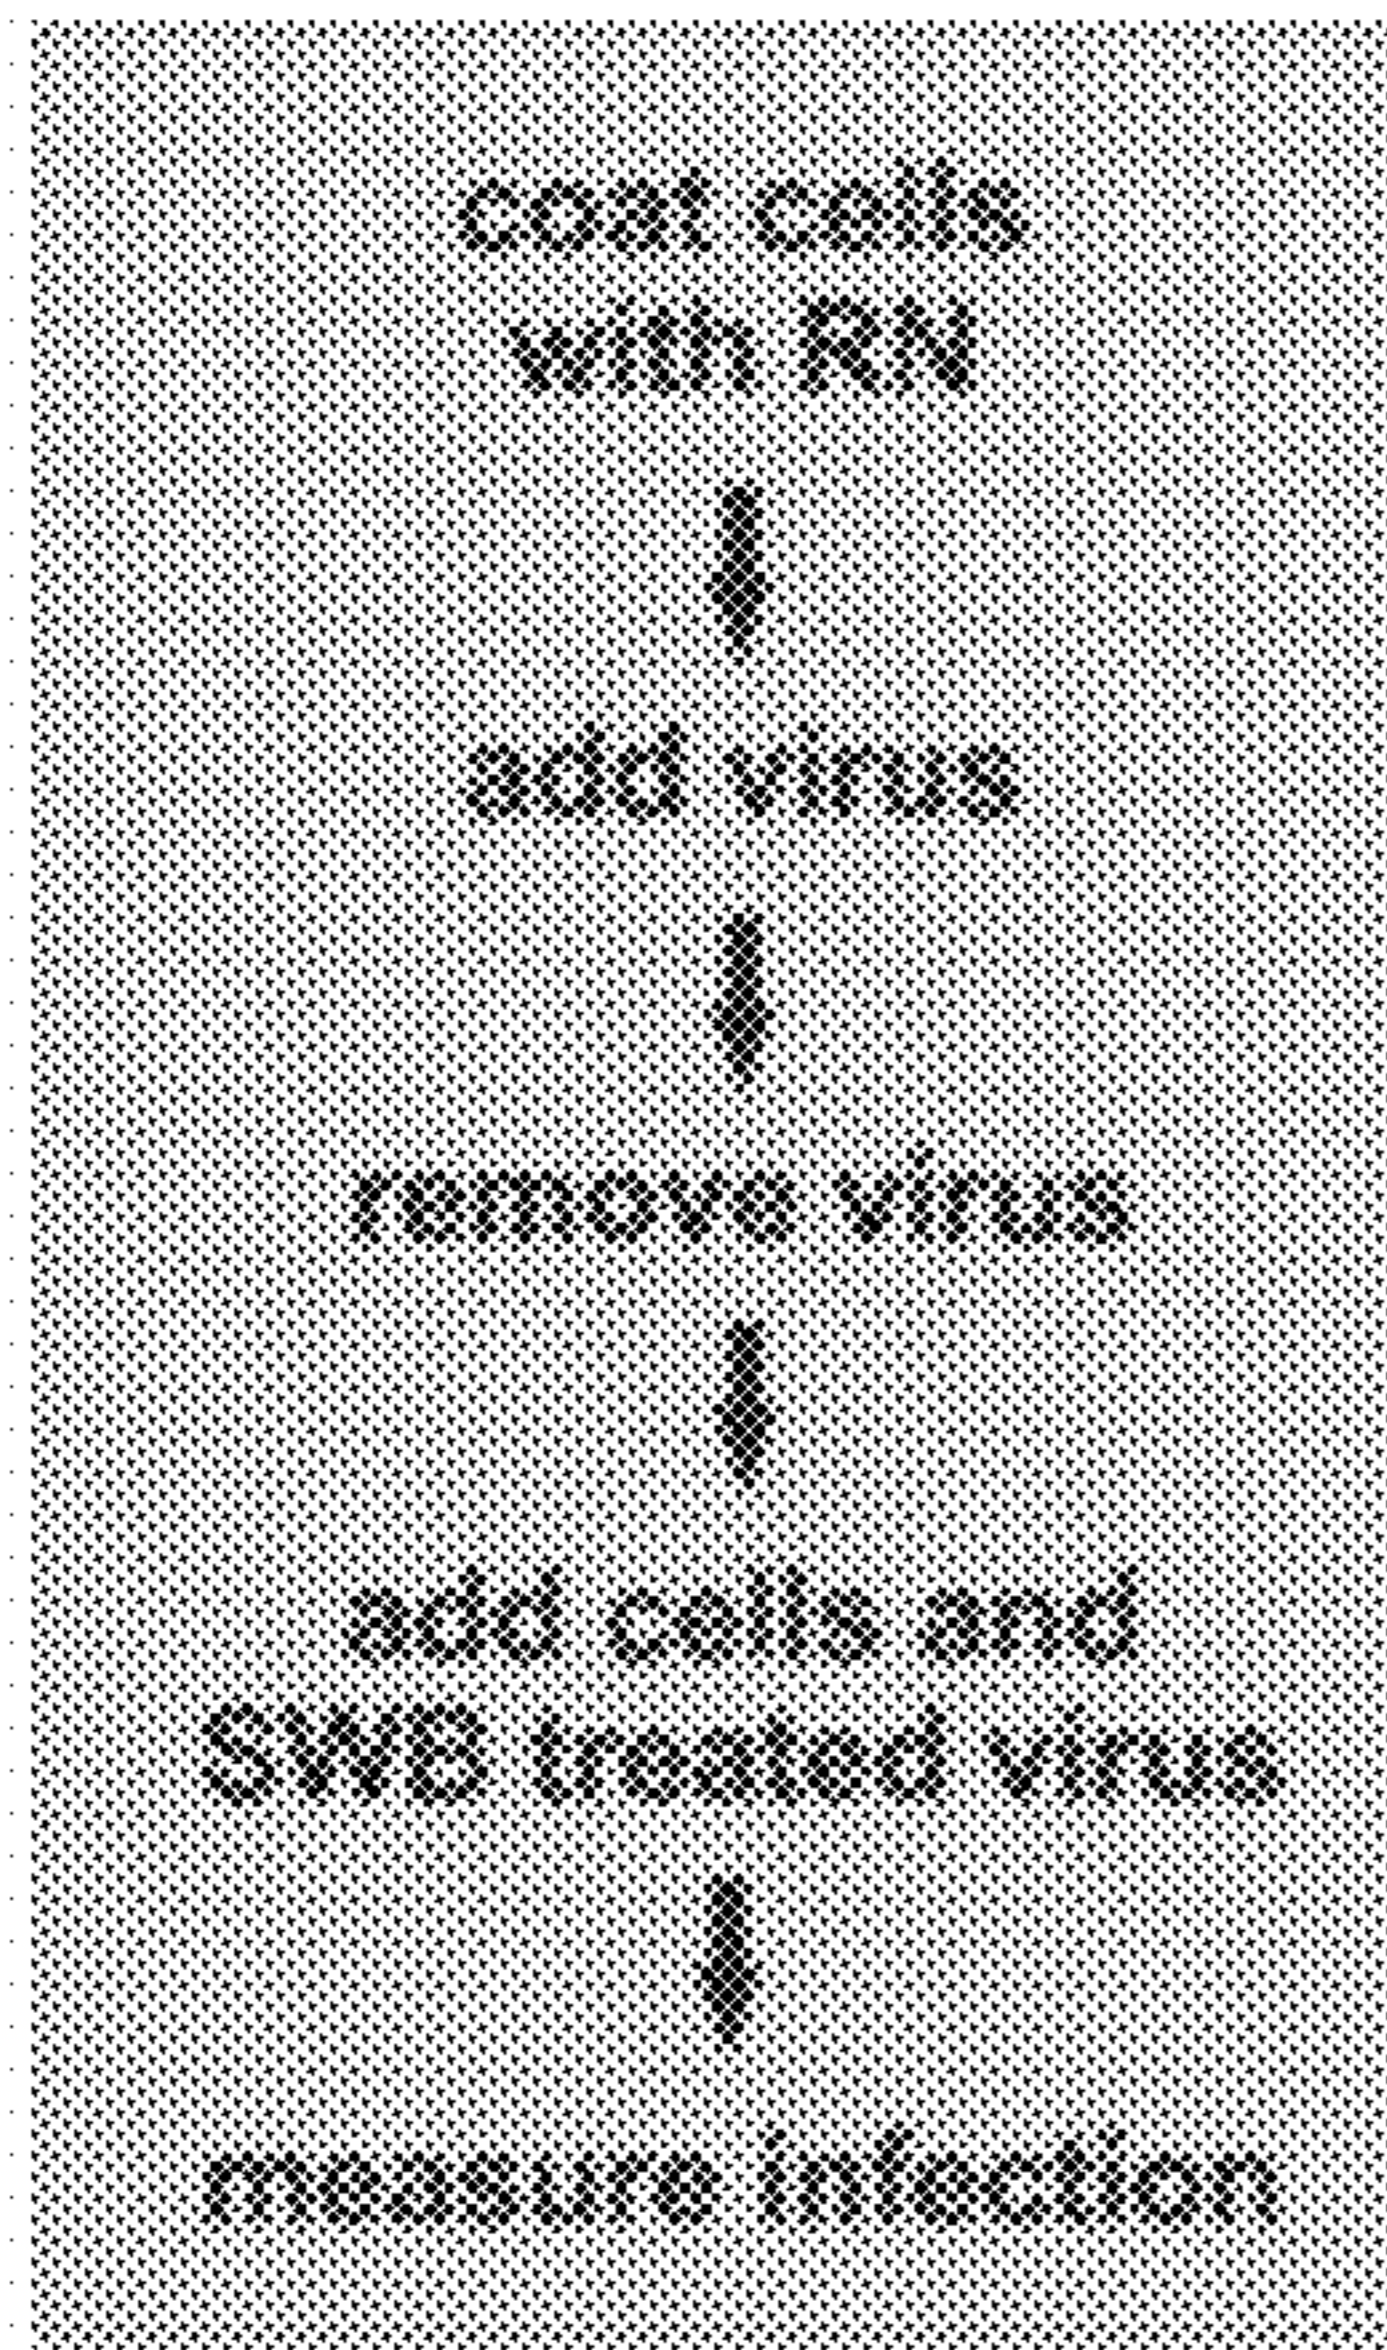 coat cells
with RN
add virus
remove virus
add cells and
SWB treated virus
measure infection